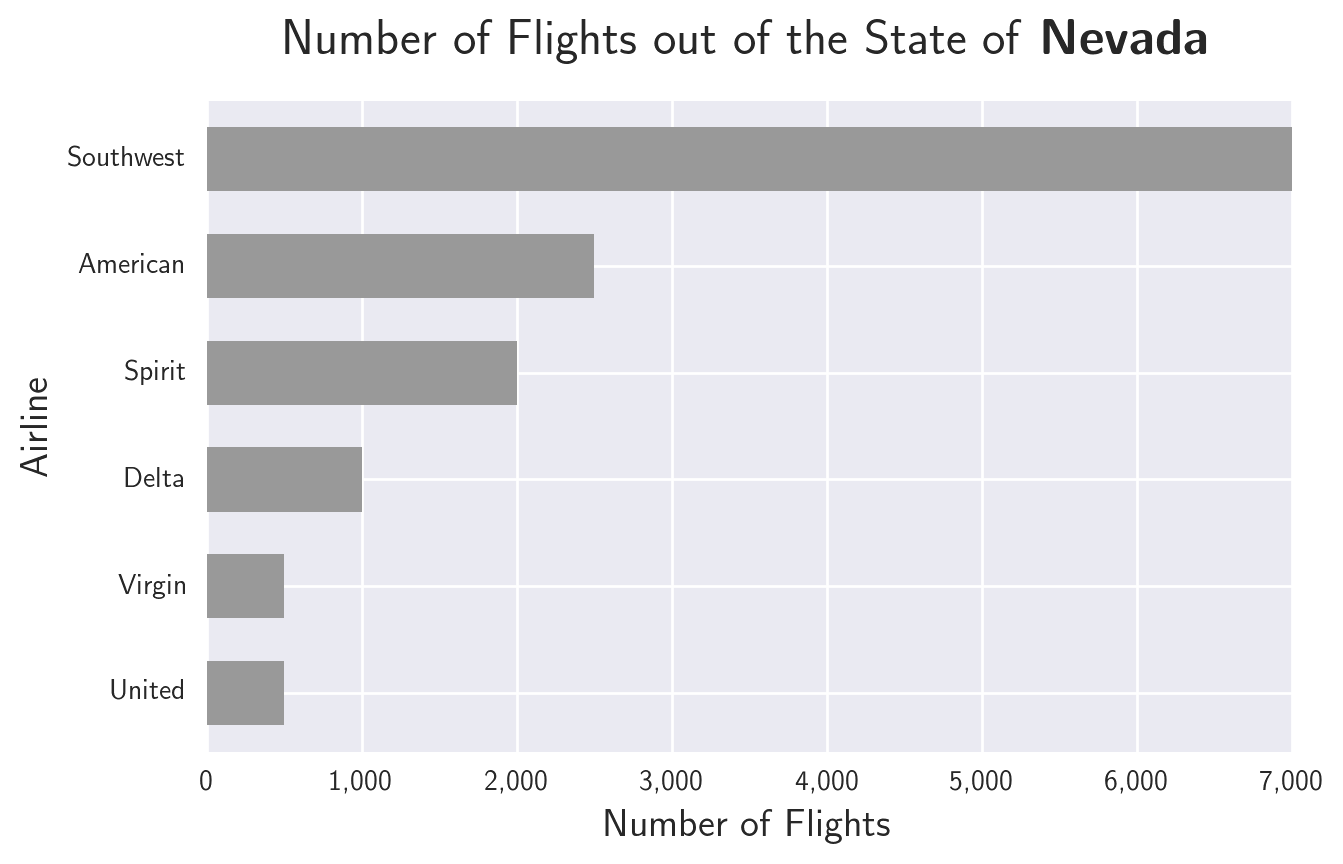 Number of Flights out of the State of Nevada
Southwest
American
Spirit
Delta
Virgin
United
Airline
0 1,000 2,000 3,000 4,000 5,000 6,000 7,000
Number of Flights